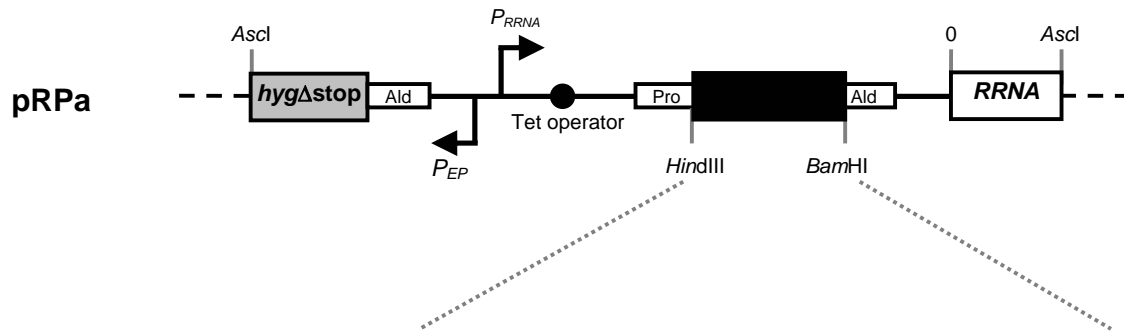 P_RRNA
AscI
0
AscI
pRPa
hygΔstop
Ald
Pro
Ald
RRNA
Tet operator
P_EP
HindIII
BamHI